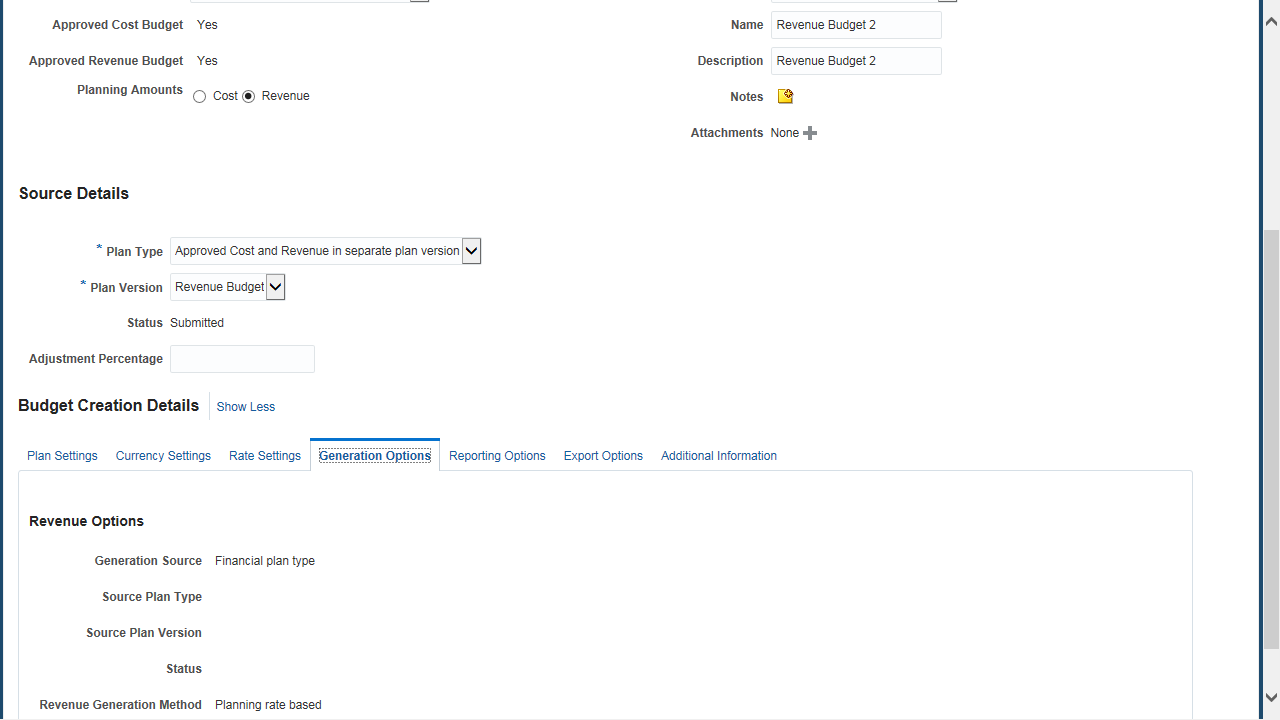 Approved Cost Budget Yes
Name Revenue Budget 2
Approved Revenue Budget Yes
Description Revenue Budget 2
Planning Amounts Cost Revenue
Notes
Attachments None
Source Details
* Plan Type Approved Cost and Revenue in separate plan version
* Plan Version Revenue Budget
Status Submitted
Adjustment Percentage
Budget Creation Details Show Less
Plan Settings Currency Settings Rate Settings Generation Options Reporting Options Export Options Additional Information
Revenue Options
Generation Source Financial plan type
Source Plan Type
Source Plan Version
Status
Revenue Generation Method Planning rate based